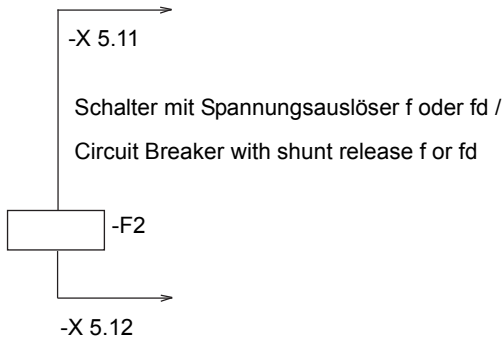 -X 5.11
Schalter mit Spannungsauslöser f oder fd /
Circuit Breaker with shunt release f or fd
-F2
-X 5.12